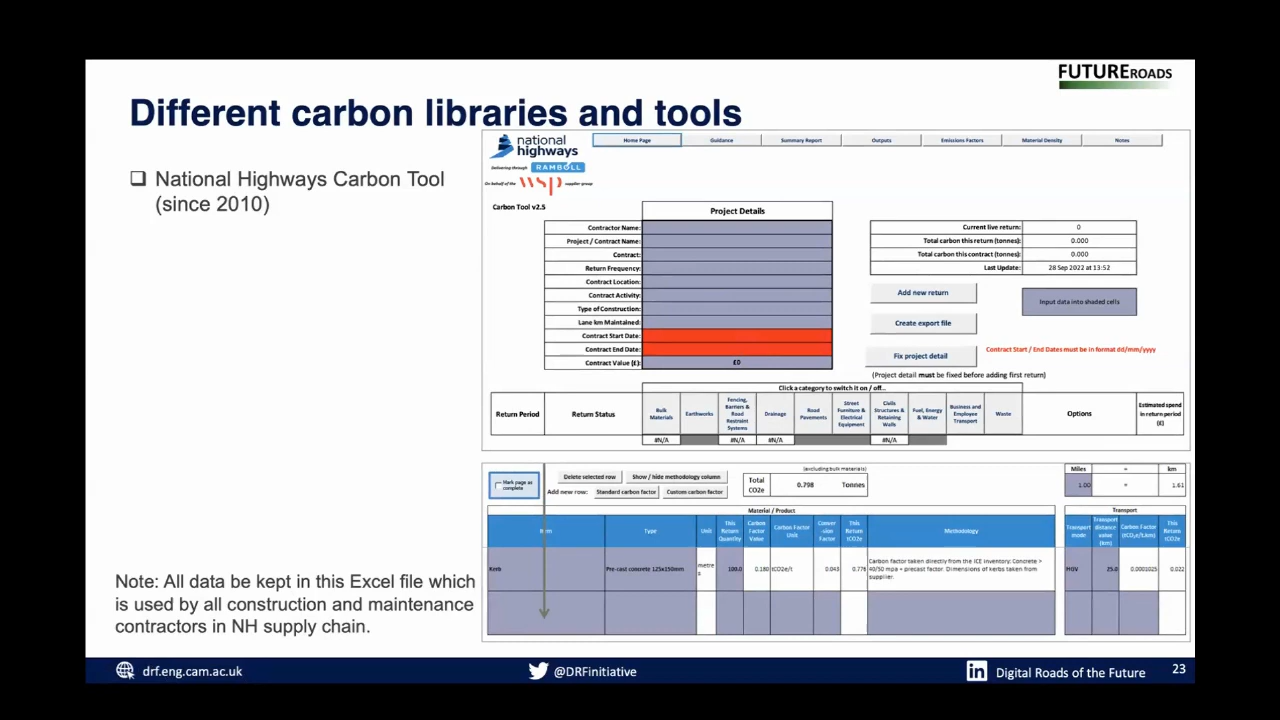 FUTUREROADS
Different carbon libraries and tools
❑ National Highways Carbon Tool
(since 2010)
national
highways
Delivering through RAMBOLL
On behalf of the wsp supplier group
Home Page
Guidance
Summary Report
Outputs
Emissions Factors
Material Density
Notes
Carbon Tool v2.5
Project Details
Contractor Name:
Project / Contract Name:
Contract:
Return Frequency:
Contract Location:
Contract Activity:
Type of Construction:
Lane km Maintained:
Contract Start Date:
Contract End Date:
Contract Value (£): £0
Current live return: 0
Total carbon this return (tonnes): 0.000
Total carbon this contract (tonnes): 0.000
Last Update: 28 Sep 2022 at 13:52
Add new return
Input data into shaded cells
Create export file
Fix project detail
Contract Start / End Dates must be in format dd/mm/yyyy
(Project detail must be fixed before adding first return)
Click a category to switch it on / off...
Return Period
Return Status
Bulk
Materials
Earthworks
Fencing,
Barriers &
Road
Restraint
Systems
Drainage
Road
Pavements
Street
Furniture &
Electrical
Equipment
Civils
Structures &
Retaining
Walls
Fuel, Energy
& Water
Business and
Employee
Transport
Waste
Options
Estimated spend
in return period
(£)
#N/A #N/A #N/A #N/A
Mark page as
complete
Delete selected row
Show / hide methodology column
Add new row:
Standard carbon factor
Custom carbon factor
(excluding bulk materials)
Total
CO2e
0.798 Tonnes
Miles = km
1.00 = 1.61
Material / Product
Transport
Item
Type
Unit
This
Return
Quantity
Carbon
Factor
Value
Carbon Factor
Unit
Conver
sion
Factor
This
Return
tCO2e
Methodology
Transport
mode
Transport
distance
value
(km)
Carbon Factor
(tCO₂e/t.km)
This
Return
tCO2e
Kerb
Pre-cast concrete 125x150mm
metre
s
100.0
0.180
tCO2e/t
0.043
0.776
Carbon factor taken directly from the ICE inventory: Concrete >
40/50 mpa + precast factor. Dimensions of kerbs taken from
supplier.
HGV
25.0
0.0001025
0.022
Note: All data be kept in this Excel file which
is used by all construction and maintenance
contractors in NH supply chain.
drf.eng.cam.ac.uk
@DRFinitiative
in Digital Roads of the Future
23